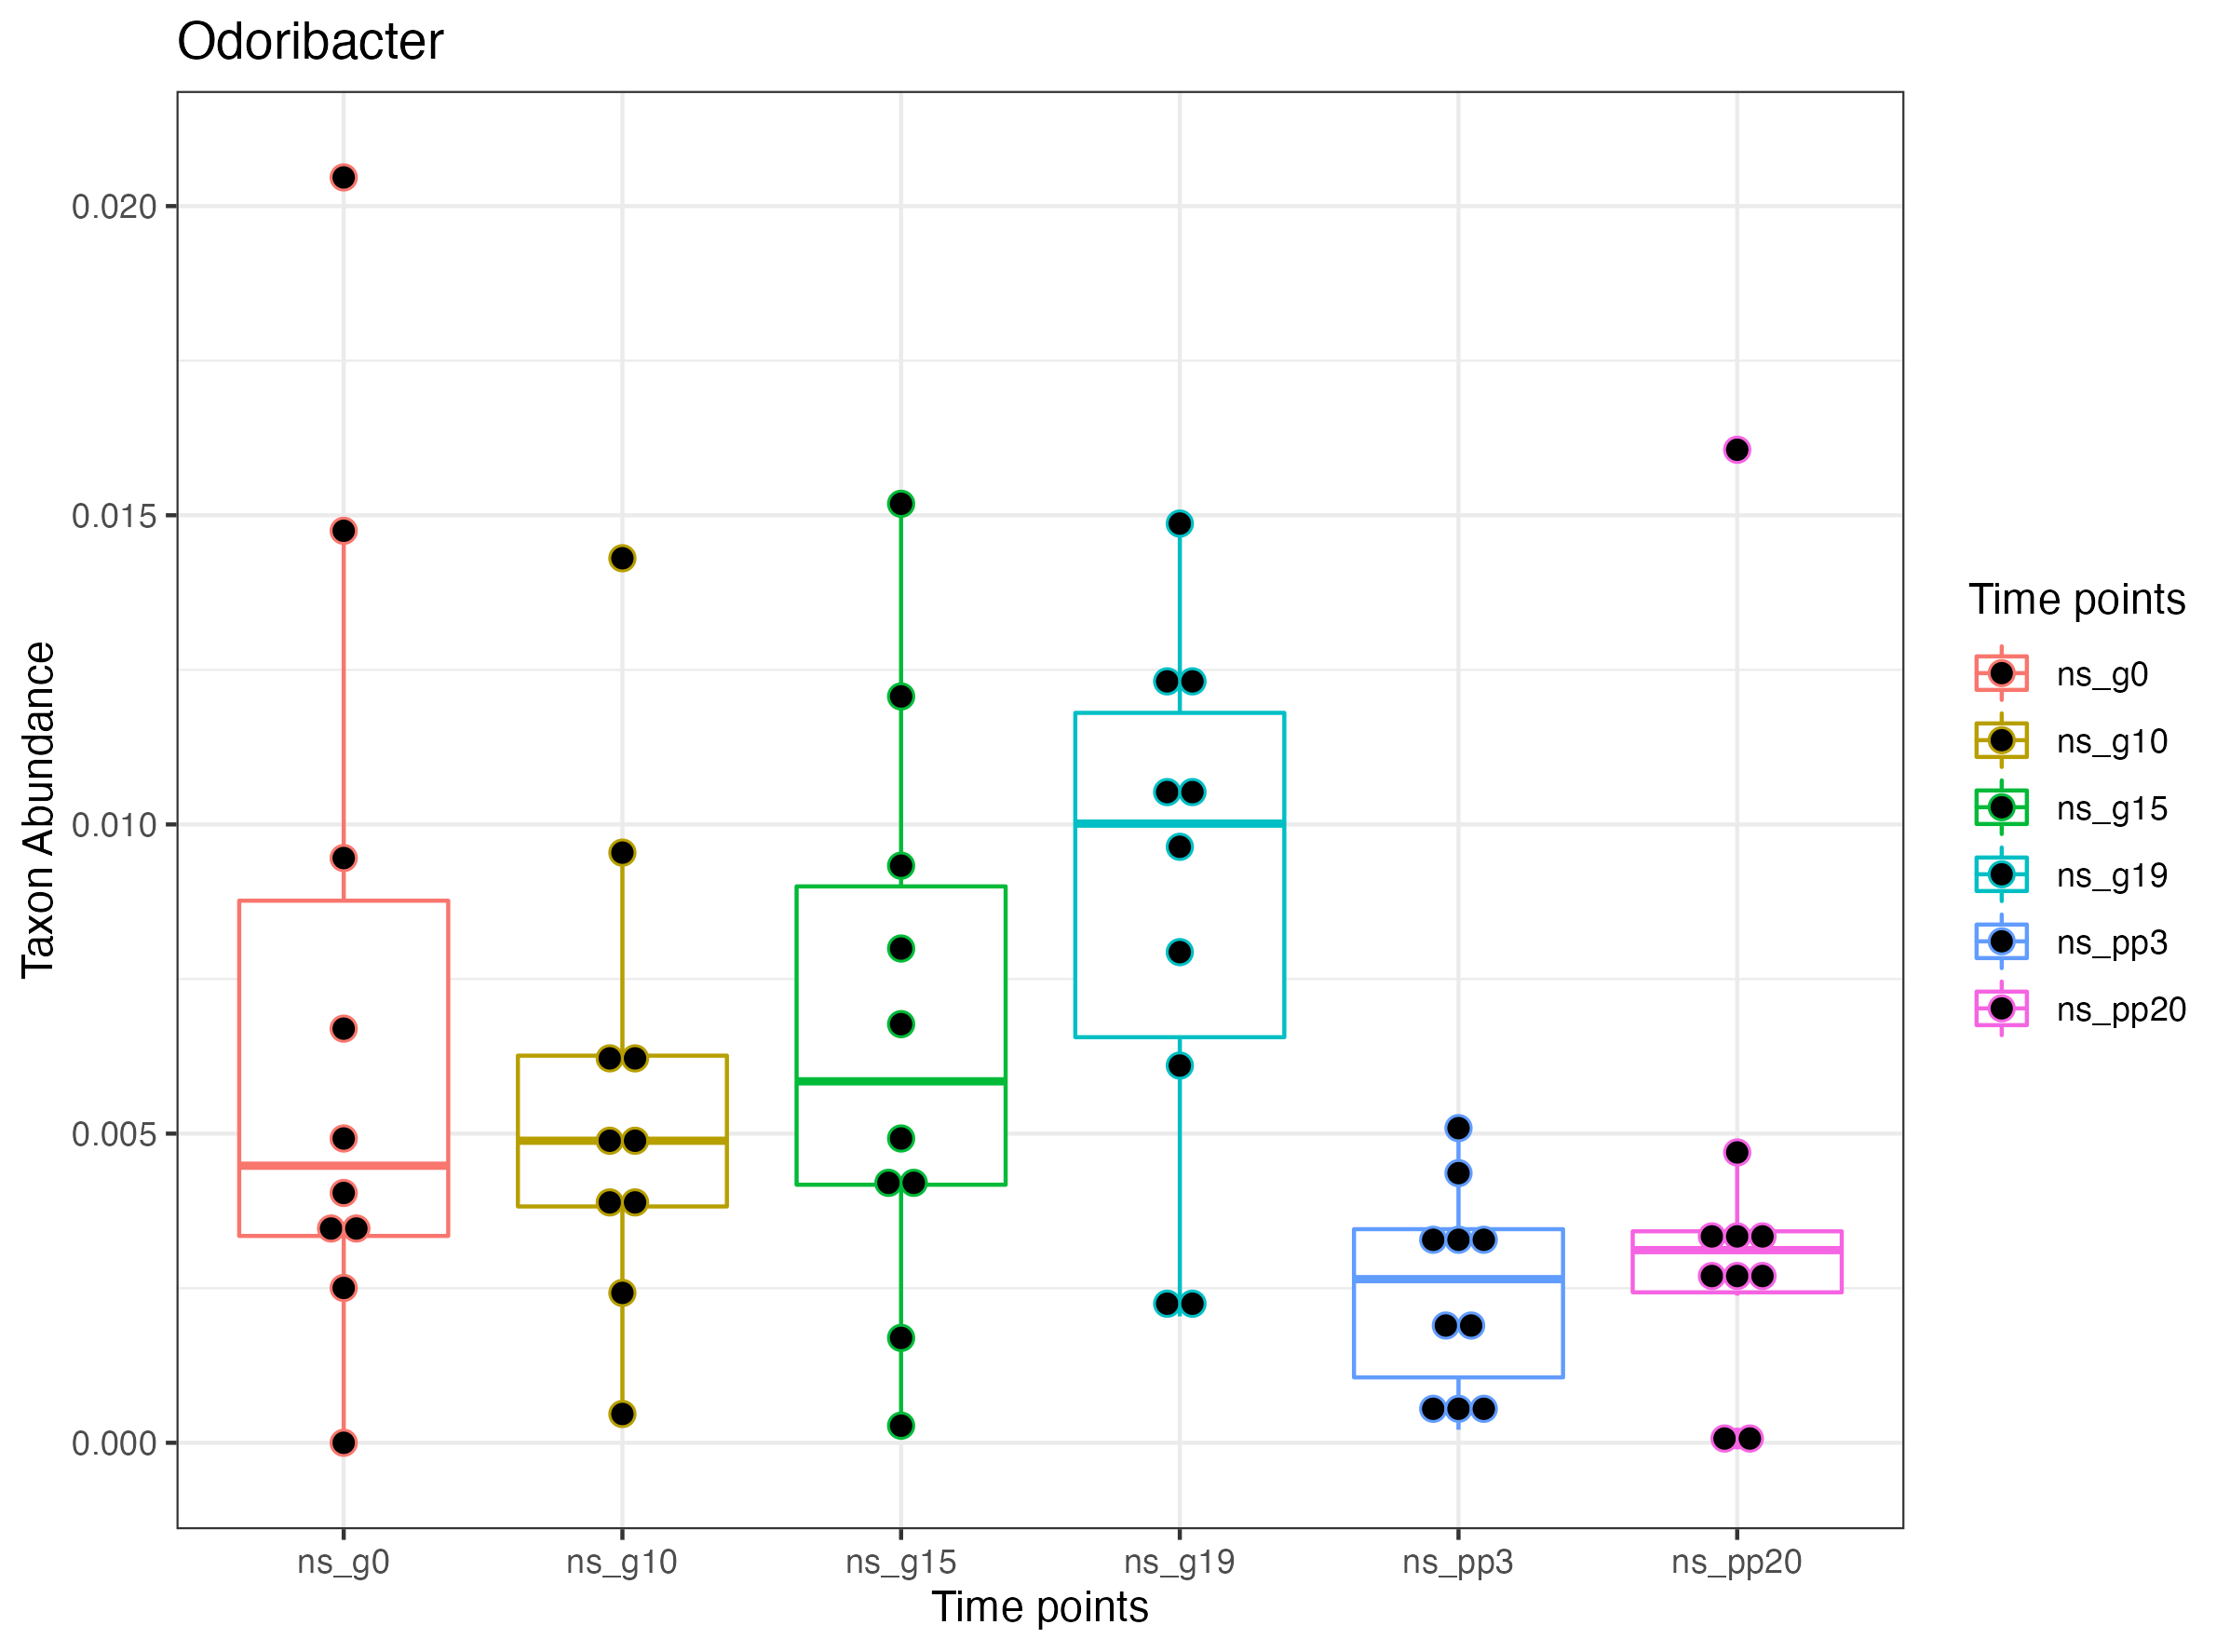 Odoribacter
Taxon Abundance
0.020
0.015
0.010
0.005
0.000
ns_g0
ns_g10
ns_g15
ns_g19
ns_pp3
ns_pp20
Time points
Time points
ns_g0
ns_g10
ns_g15
ns_g19
ns_pp3
ns_pp20